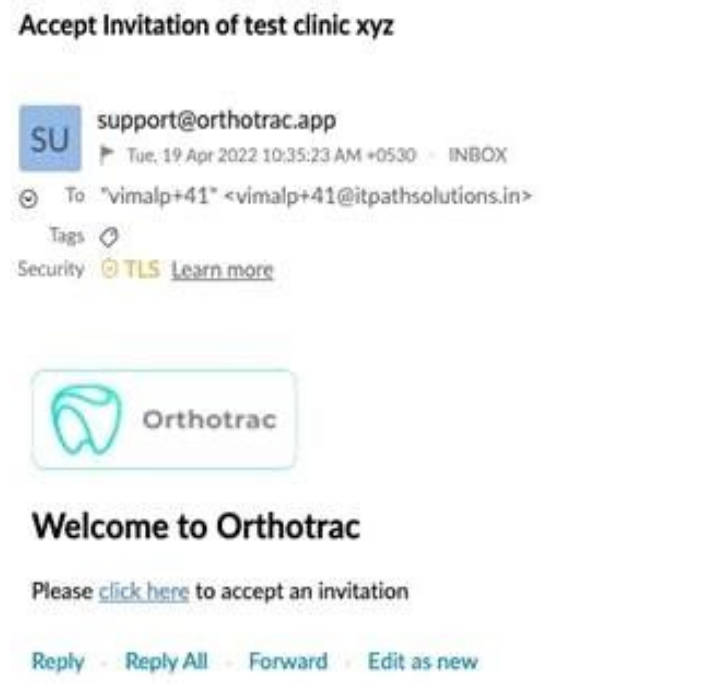 Accept Invitation of test clinic xyz
SU
support@orthotrac.app
Tue, 19 Apr 2022 10:35:23 AM +0530 · INBOX
To "vimalp+41" <vimalp+41@itpathsolutions.in>
Tags
Security TLS Learn more
Orthotrac
Welcome to Orthotrac
Please click here to accept an invitation
Reply · Reply All · Forward · Edit as new